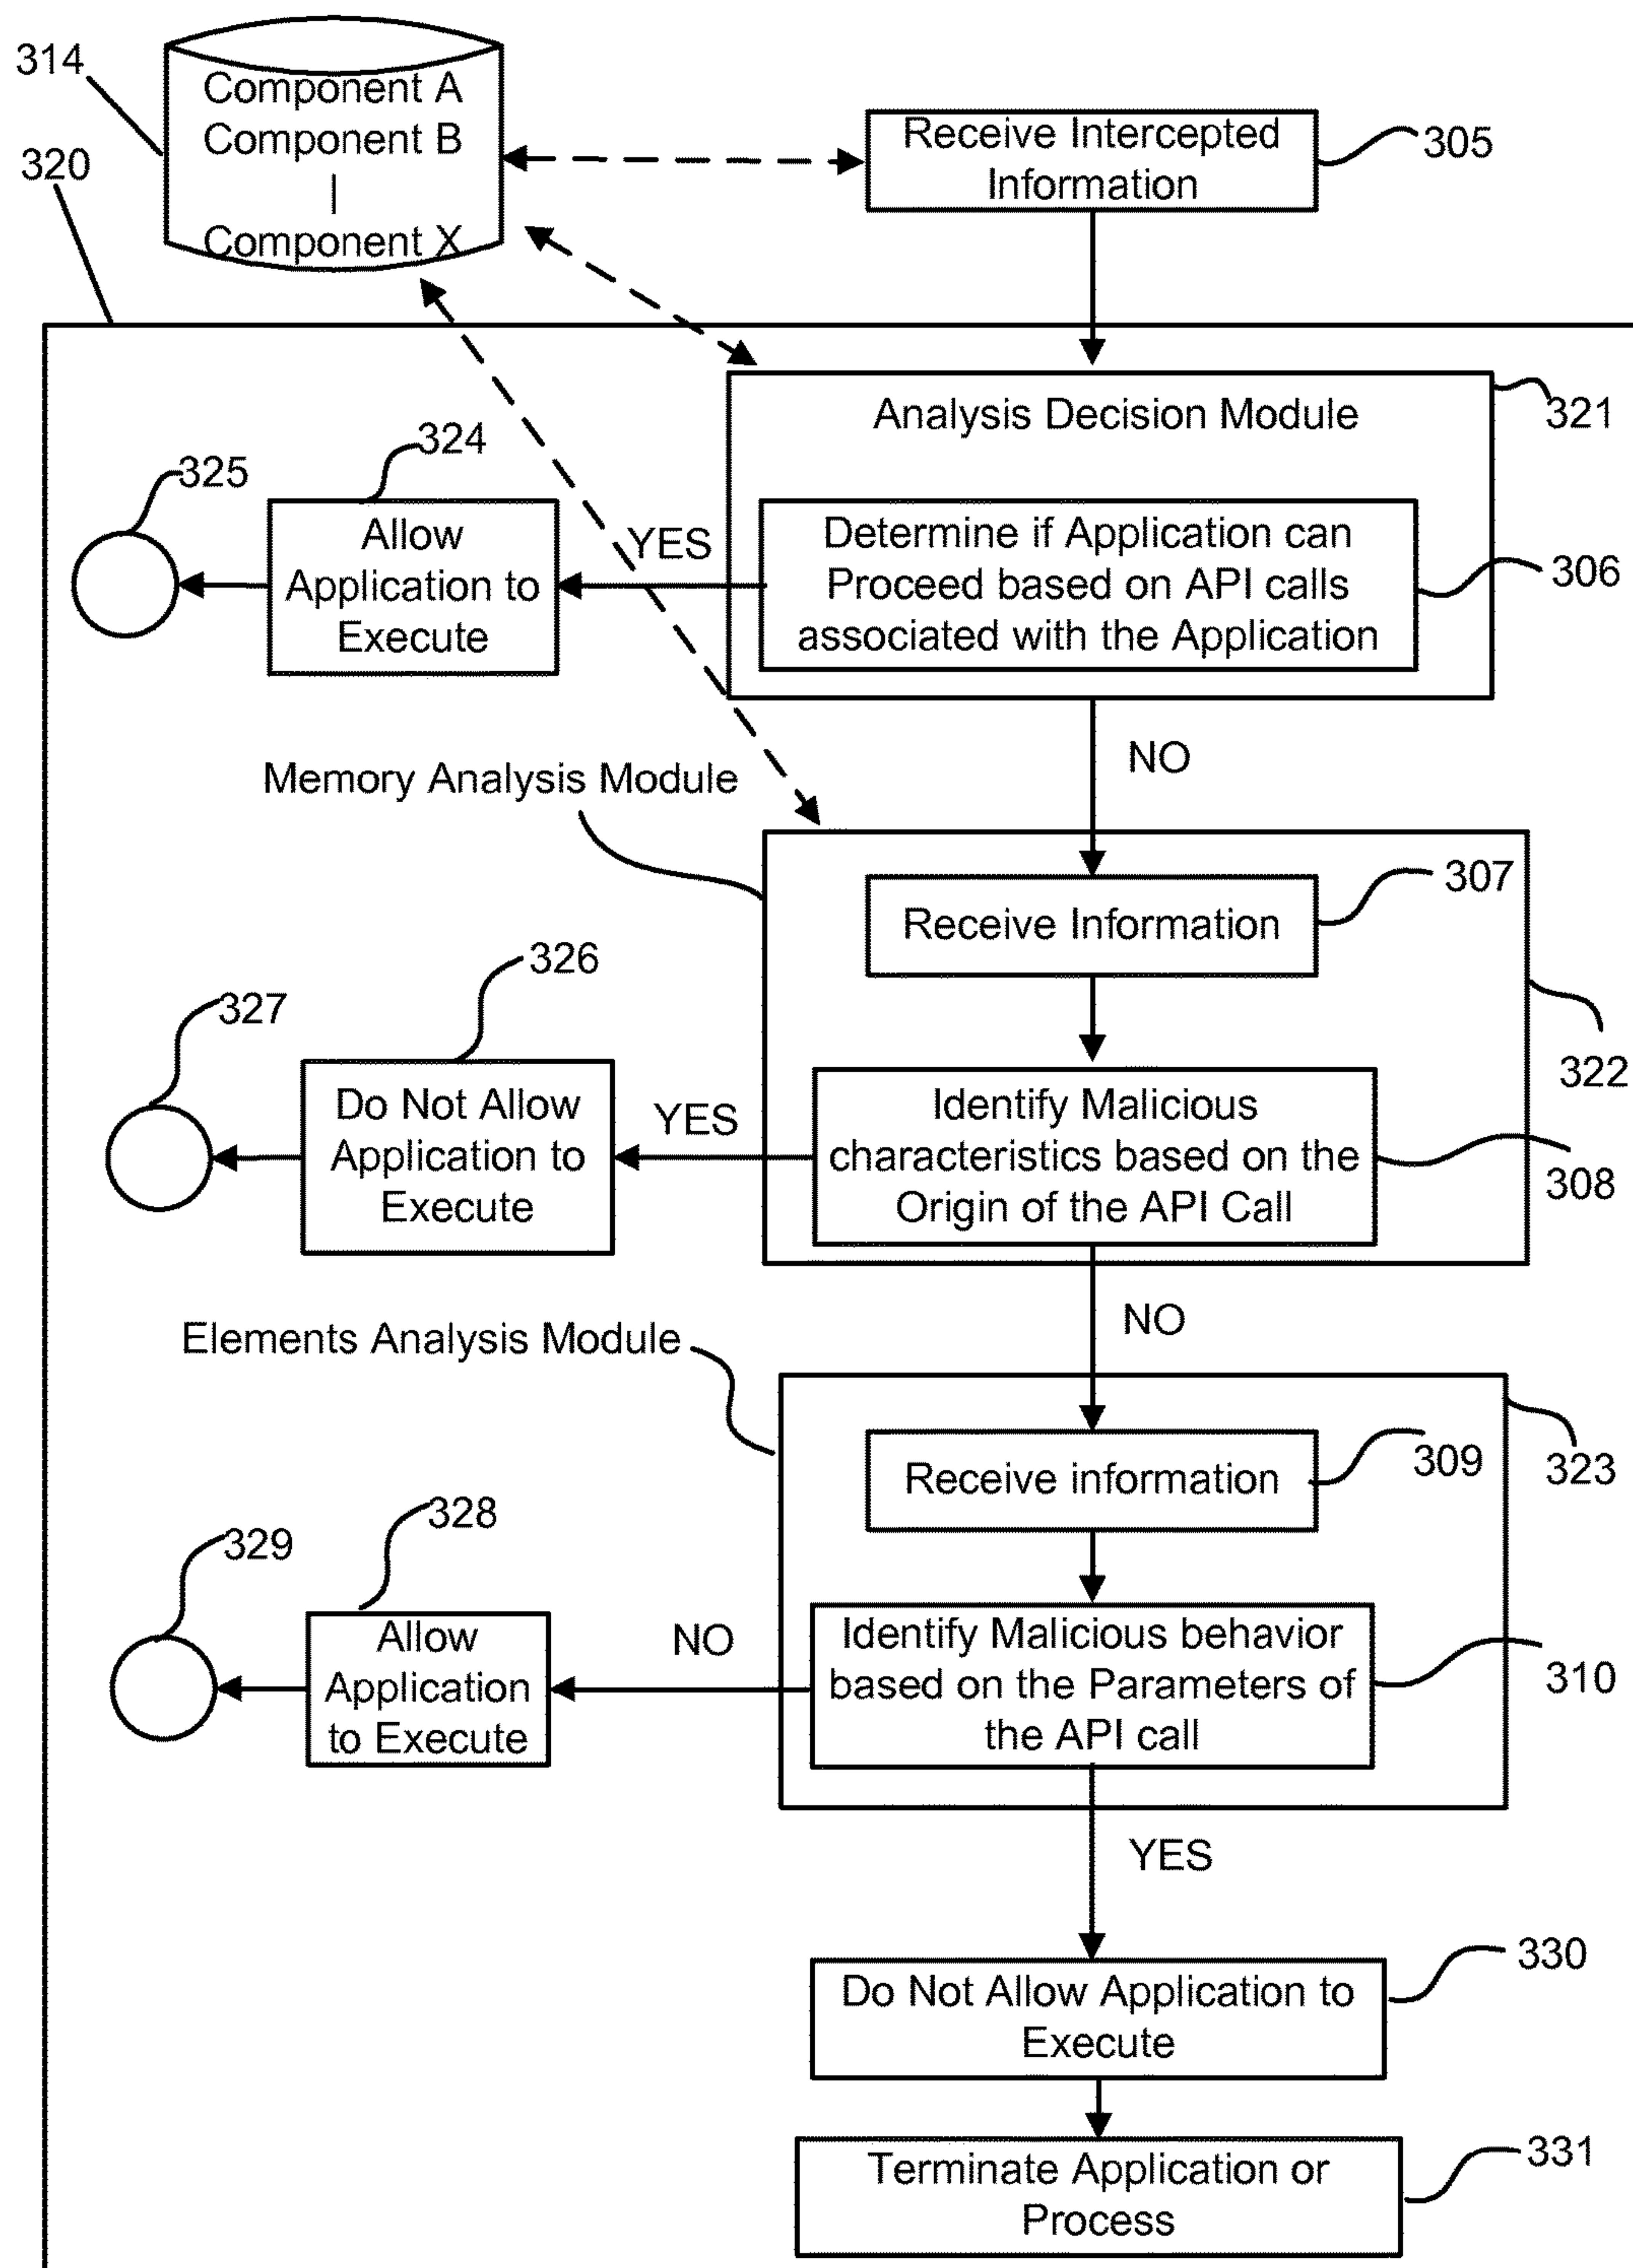 314
Component A
Component B
|
Component X
320
Receive Intercepted
Information
305
Analysis Decision Module
321
325
324
Allow
Application to
Execute
YES
Determine if Application can
Proceed based on API calls
associated with the Application
306
NO
Memory Analysis Module
Receive Information
307
322
327
326
Do Not Allow
Application to
Execute
YES
Identify Malicious
characteristics based on the
Origin of the API Call
308
NO
Elements Analysis Module
Receive information
309
323
329
328
Allow
Application
to Execute
NO
Identify Malicious behavior
based on the Parameters of
the API call
310
YES
Do Not Allow Application to
Execute
330
Terminate Application or
Process
331